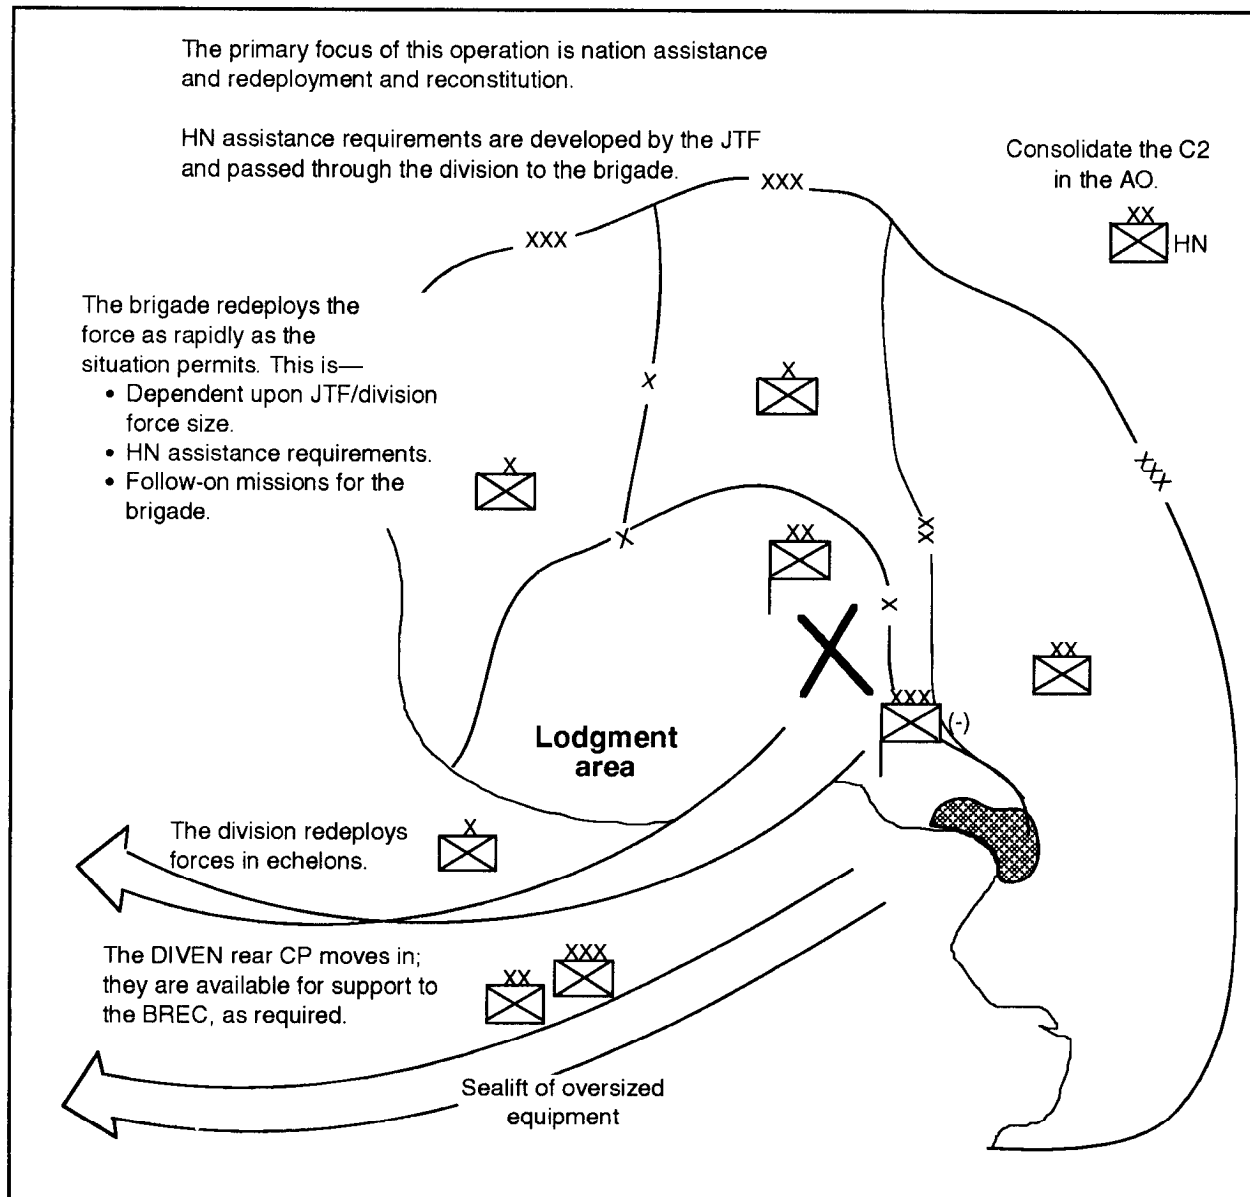 The primary focus of this operation is nation assistance
and redeployment and reconstitution.
HN assistance requirements are developed by the JTF
and passed through the division to the brigade.
Consolidate the C2
in the AO.
XX
HN
XXX
XXX
The brigade redeploys the
force as rapidly as the
situation permits. This is—
• Dependent upon JTF/division
force size.
• HN assistance requirements.
• Follow-on missions for the
brigade.
X
X
XXX
X
X
XX
XX
X
XX
XXX
(-)
Lodgment
area
The division redeploys
forces in echelons.
X
The DIVEN rear CP moves in;
they are available for support to
the BREC, as required.
XX
XXX
Sealift of oversized
equipment